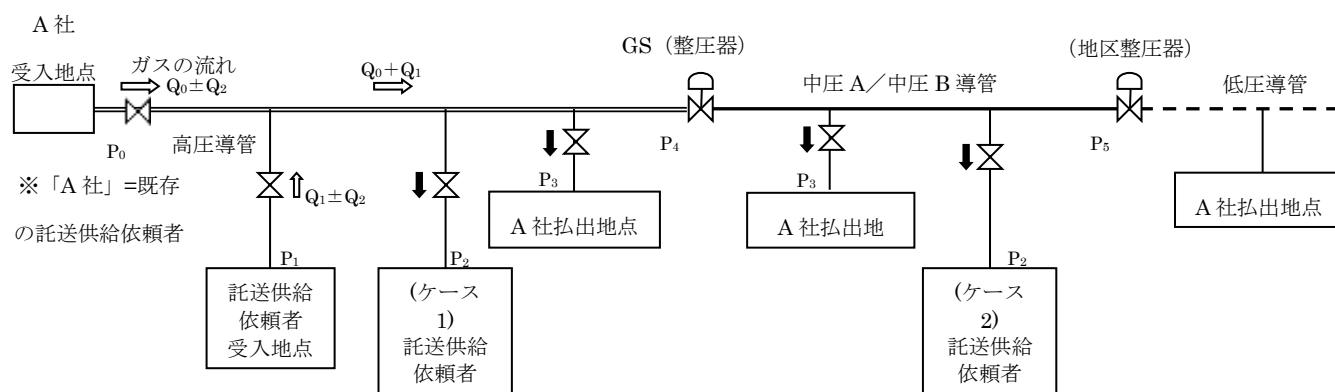 A 社
受入地点
ガスの流れ
Q₀±Q₂
Q₀+Q₁
GS（整圧器）
中圧 A／中圧 B 導管
（地区整圧器）
低圧導管
P₀
高圧導管
P₄
P₅
※「A 社」=既存
の託送供給依頼者
Q₁±Q₂
P₃
A 社払出地点
P₃
A 社払出地
A 社払出地点
P₁
託送供給
依頼者
受入地点
P₂
(ケース
1)
託送供給
依頼者
P₂
(ケース
2)
託送供給
依頼者